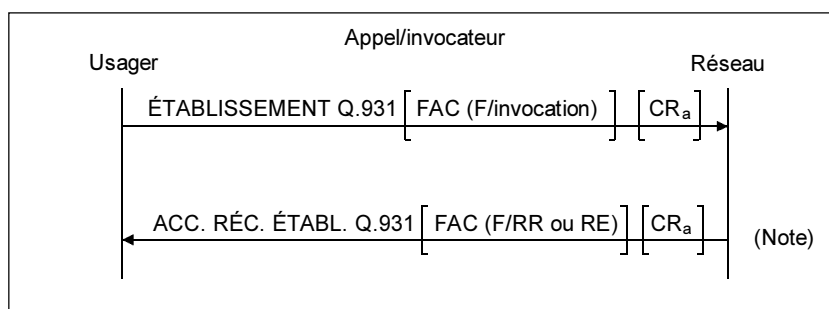 Appel/invocateur
Usager Réseau
ÉTABLISSEMENT Q.931 [ FAC (F/invocation) ] [ CRa ]
ACC. RÉC. ÉTABL. Q.931 [ FAC (F/RR ou RE) ] [ CRa ] (Note)